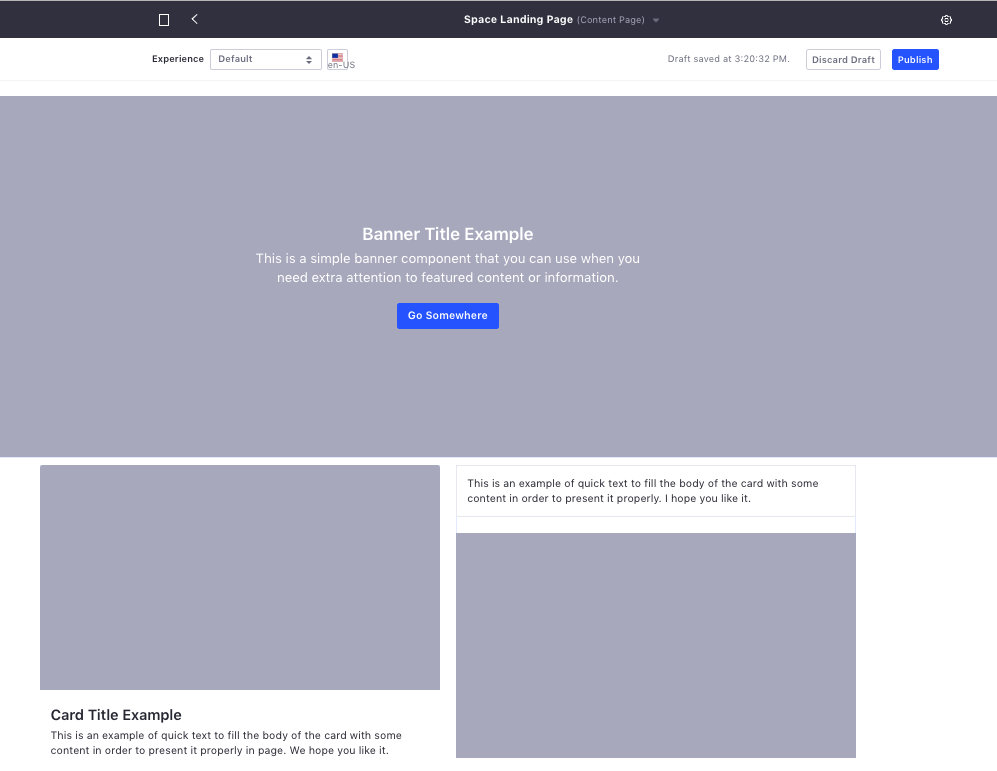 Space Landing Page (Content Page)
Experience Default en-US Draft saved at 3:20:32 PM. Discard Draft Publish
Banner Title Example
This is a simple banner component that you can use when you
need extra attention to featured content or information.
Go Somewhere
This is an example of quick text to fill the body of the card with some
content in order to present it properly. I hope you like it.
Card Title Example
This is an example of quick text to fill the body of the card with some
content in order to present it properly in page. We hope you like it.